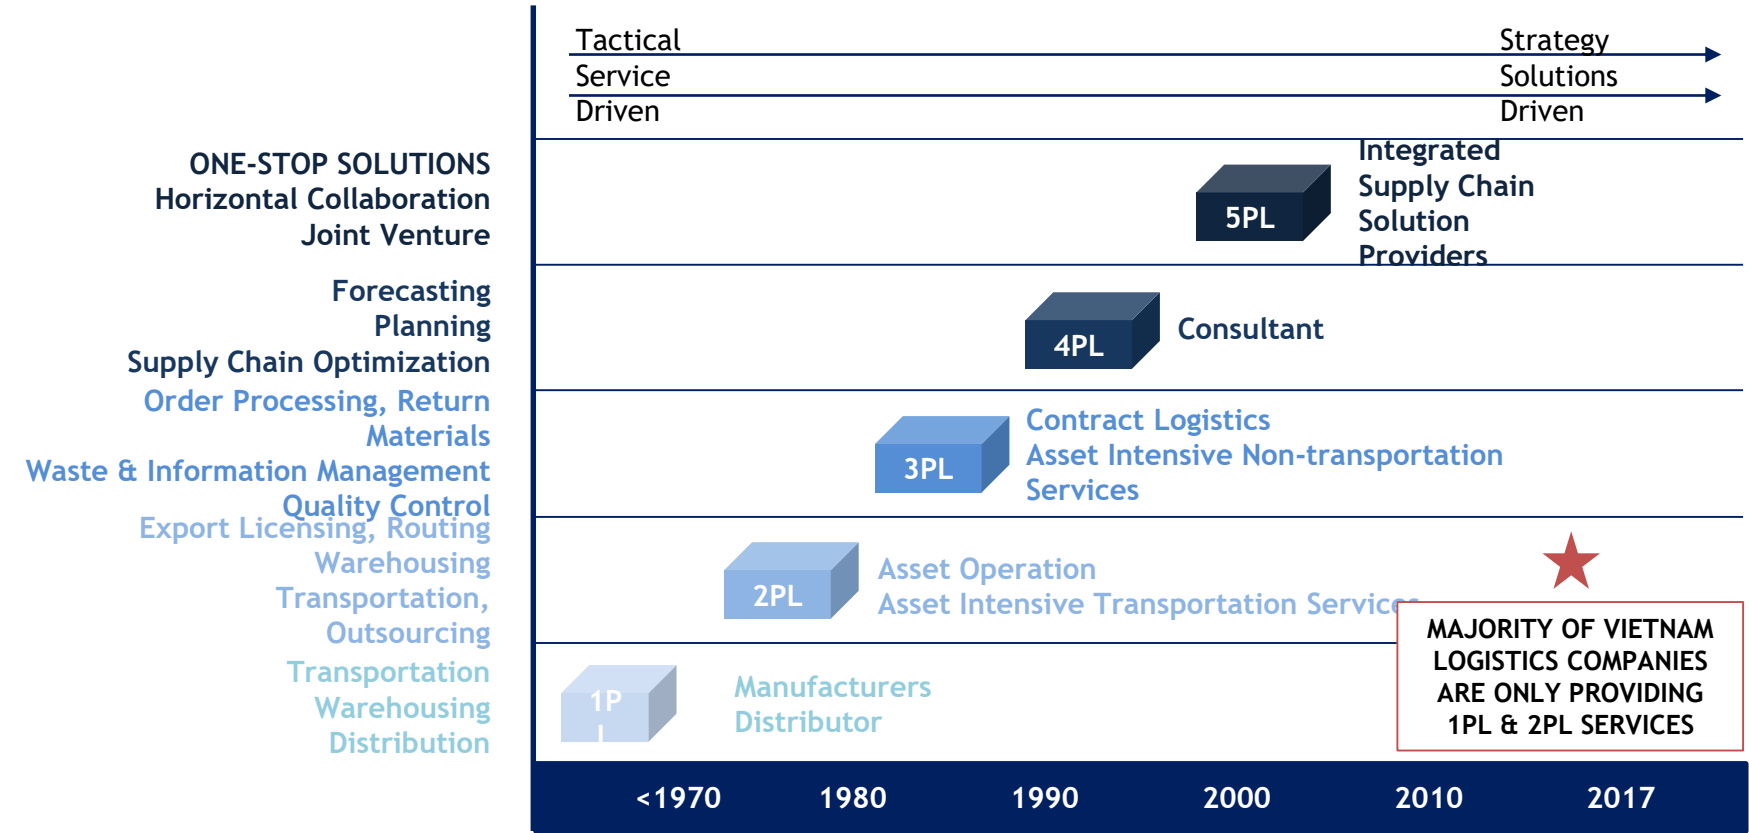 Tactical
Service
Driven
Strategy
Solutions
Driven
ONE-STOP SOLUTIONS
Horizontal Collaboration
Joint Venture
5PL
Integrated
Supply Chain
Solution
Providers
Forecasting
Planning
Supply Chain Optimization
4PL
Consultant
Order Processing, Return
Materials
Waste & Information Management
Quality Control
3PL
Contract Logistics
Asset Intensive Non-transportation
Services
Export Licensing, Routing
Warehousing
Transportation,
Outsourcing
2PL
Asset Operation
Asset Intensive Transportation Services
Transportation
Warehousing
Distribution
1P
L
Manufacturers
Distributor
MAJORITY OF VIETNAM
LOGISTICS COMPANIES
ARE ONLY PROVIDING
1PL & 2PL SERVICES
<1970 1980 1990 2000 2010 2017